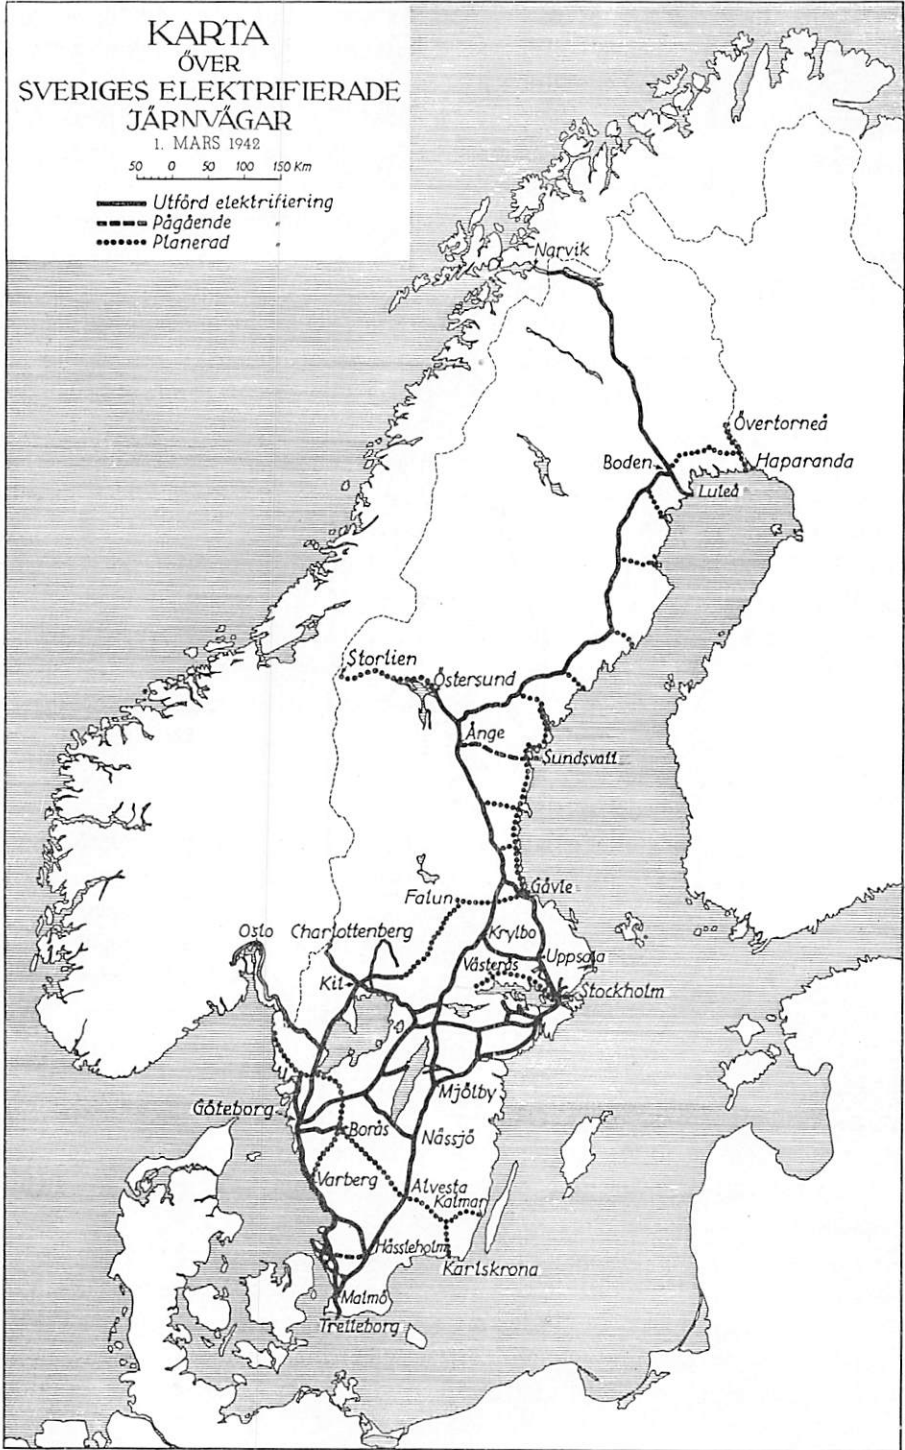 KARTA
ÖVER
SVERIGES ELEKTRIFIERADE
JÄRNVÄGAR
1. MARS 1942
50 0 50 100 150 Km
Utförd elektrifiering
Pågående "
Planerad "
Narvik
Övertorneå
Boden
Haparanda
Luleå
Storlien
Östersund
Ånge
Sundsvall
Gävle
Falun
Oslo
Charlottenberg
Krylbo
Uppsala
Västerås
Kil
Stockholm
Mjölby
Göteborg
Borås
Nässjö
Varberg
Alvesta
Kalmar
Hässleholm
Karlskrona
Malmö
Trelleborg